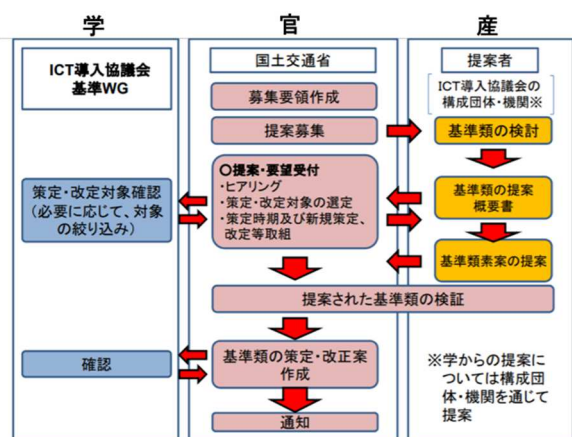 学
官
産
ICT導入協議会
基準WG
国土交通省
提案者
ICT導入協議会の
構成団体・機関※
募集要領作成
提案募集
基準類の検討
〇提案・要望受付
・ヒアリング
・策定・改定対象の選定
・策定時期及び新規策定、
改定等取組
策定・改定対象確認
(必要に応じて、対象
の絞り込み)
基準類の提案
概要書
基準類素案の提案
提案された基準類の検証
基準類の策定・改正案
作成
確認
通知
※学からの提案に
ついては構成団
体・機関を通じて
提案